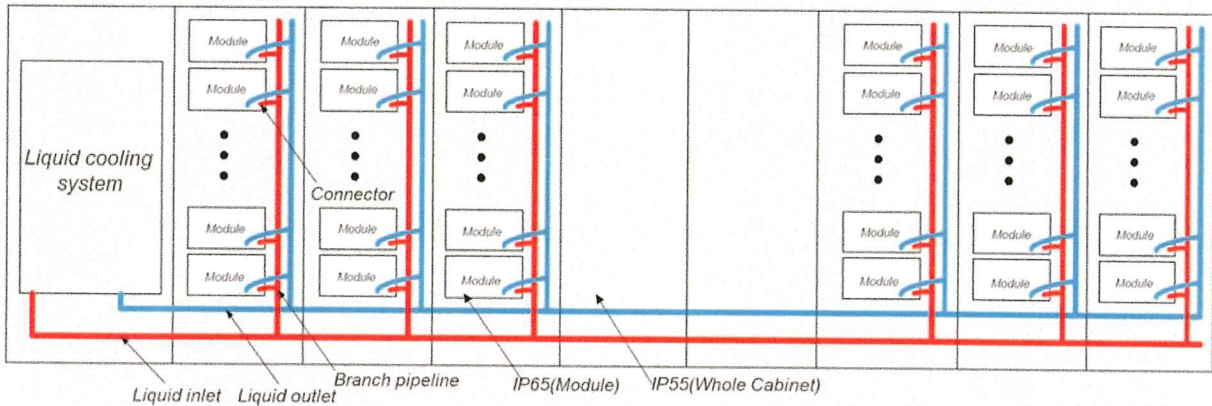 Module Module Module Module Module Module
Module Module Module Module Module Module
Liquid cooling
system
Connector
Module Module Module Module Module Module
Module Module Module Module Module Module
Branch pipeline
IP65(Module)
IP55(Whole Cabinet)
Liquid inlet
Liquid outlet